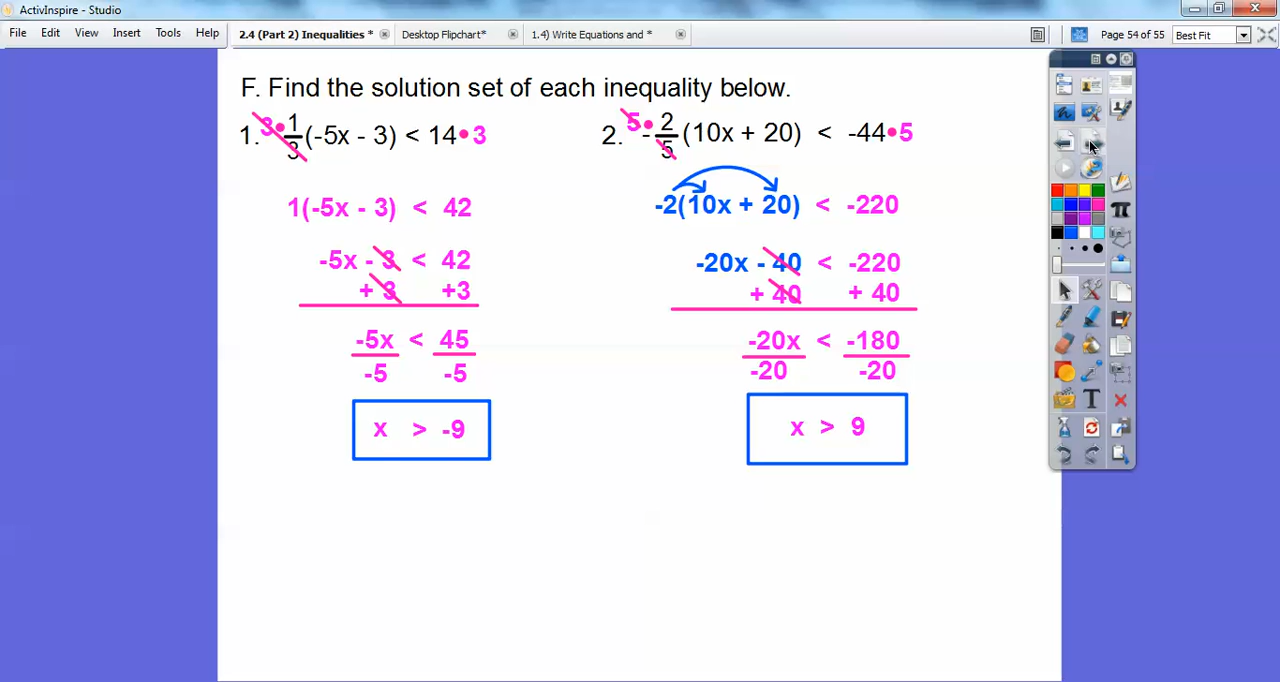 ActivInspire - Studio
File Edit View Insert Tools Help 2.4 (Part 2) Inequalities * Desktop Flipchart* 1.4) Write Equations and * Page 54 of 55 Best Fit
F. Find the solution set of each inequality below.
1. 3• 1/3 (-5x - 3) < 14•3
1(-5x - 3) < 42
-5x - 3 < 42
+ 3 +3
-5x < 45
-5 -5
x > -9
2. 5• - 2/5 (10x + 20) < -44•5
-2(10x + 20) < -220
-20x - 40 < -220
+ 40 + 40
-20x < -180
-20 -20
x > 9